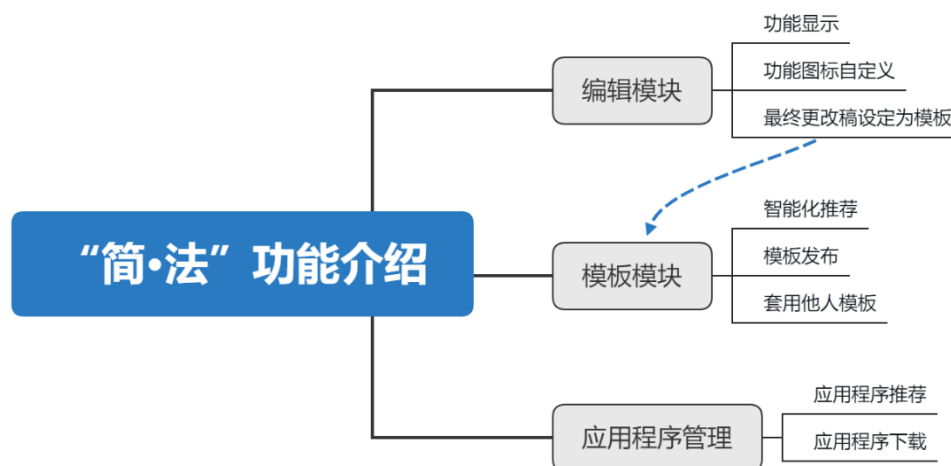 “简·法”功能介绍
编辑模块
功能显示
功能图标自定义
最终更改稿设定为模板
模板模块
智能化推荐
模板发布
套用他人模板
应用程序管理
应用程序推荐
应用程序下载